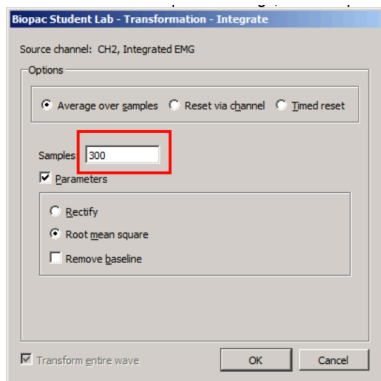 Biopac Student Lab - Transformation - Integrate
Source channel: CH2, Integrated EMG
Options
Average over samples Reset via channel Timed reset
Samples: 300
Parameters
Rectify
Root mean square
Remove baseline
Transform entire wave OK Cancel